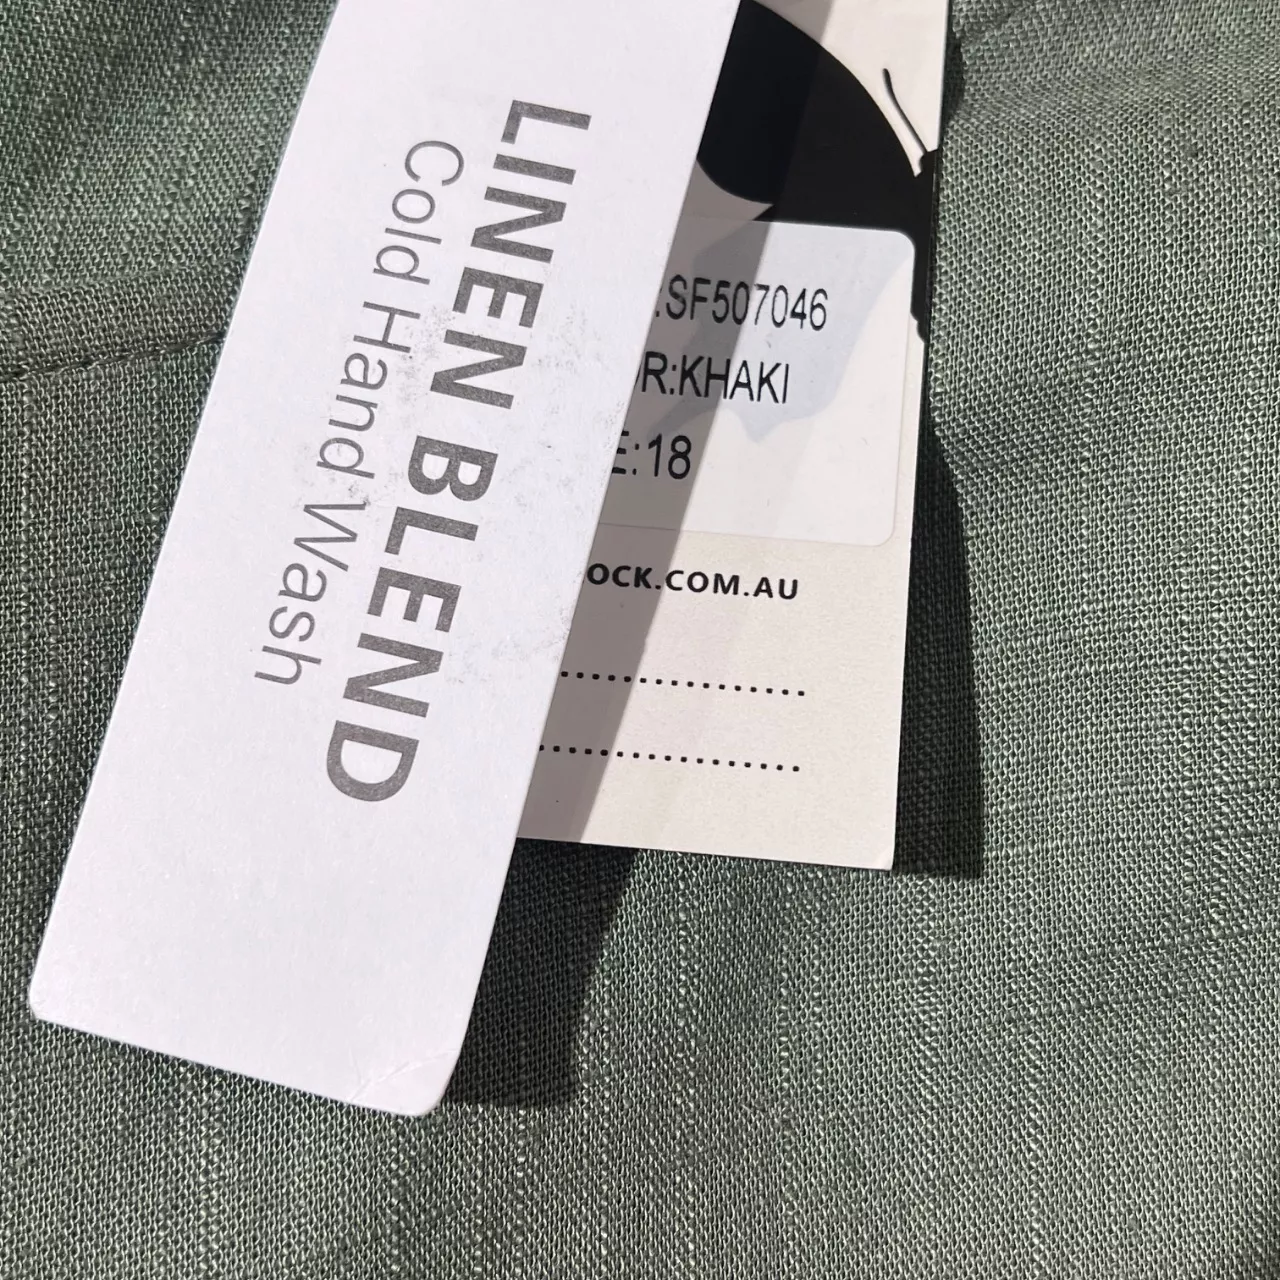 LINEN BLEND
Cold Hand Wash
.SF507046
R:KHAKI
E:18
OCK.COM.AU